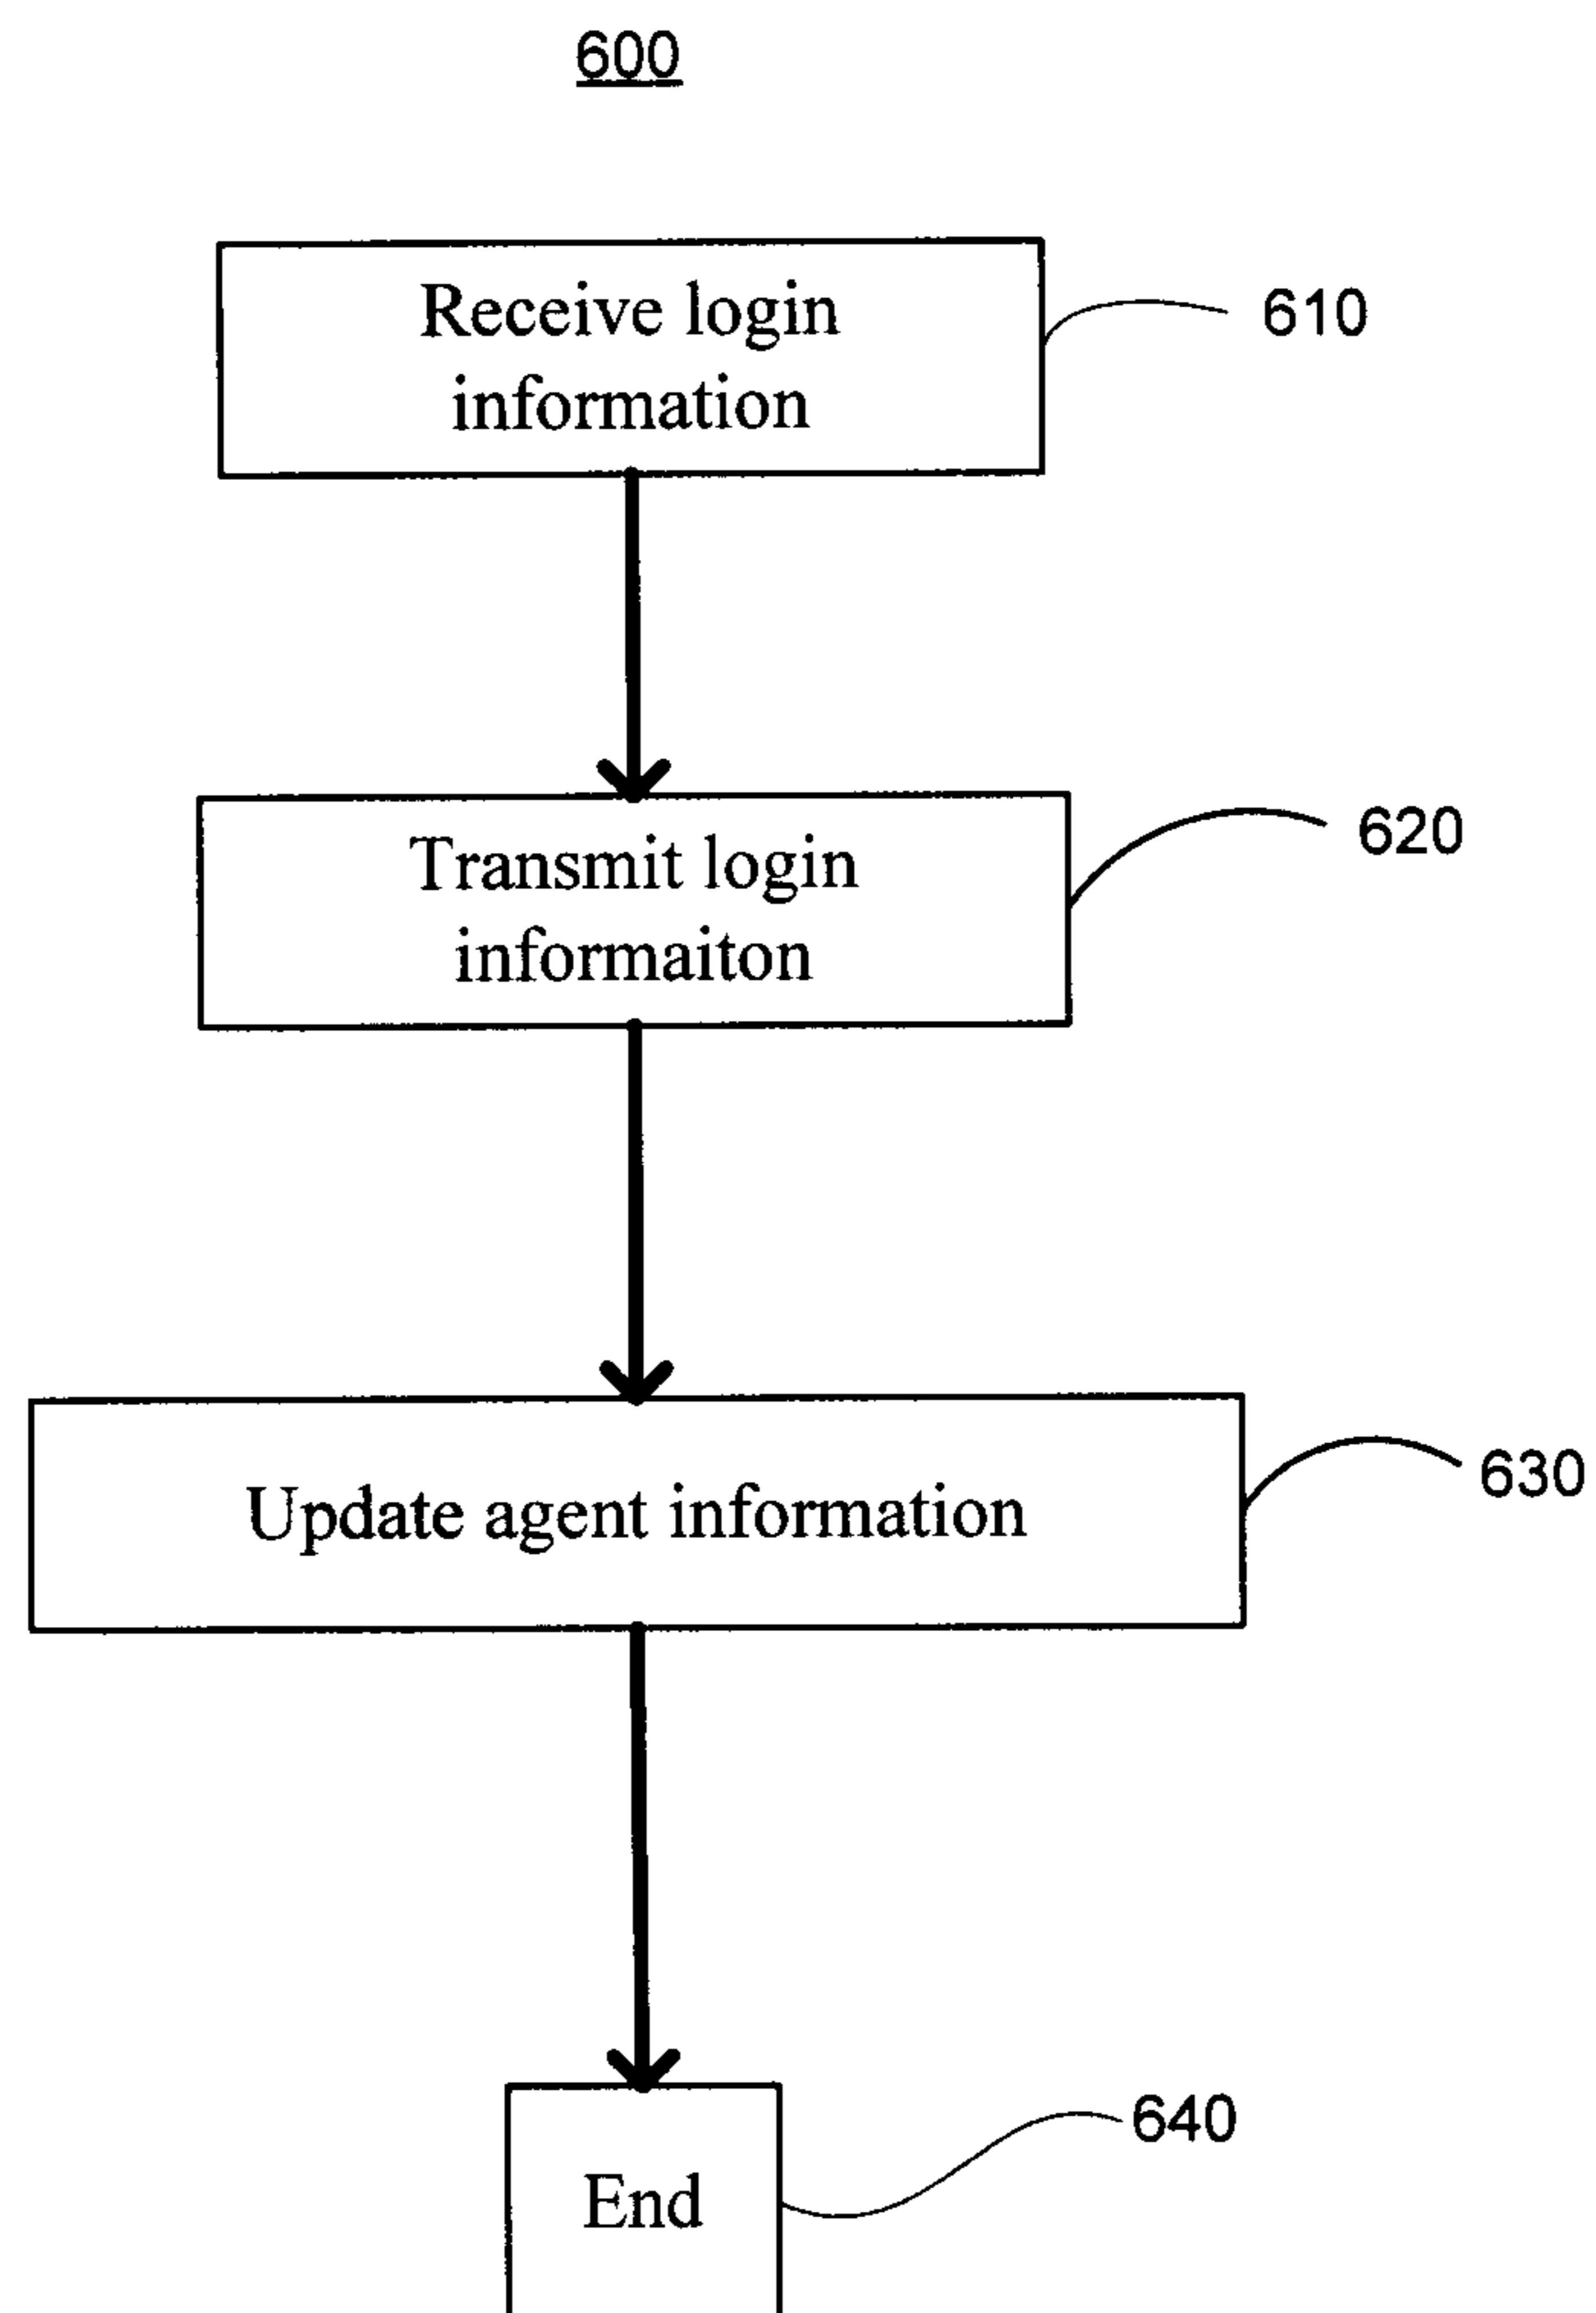 600
Receive login
information
610
Transmit login
informaiton
620
Update agent information
630
End
640